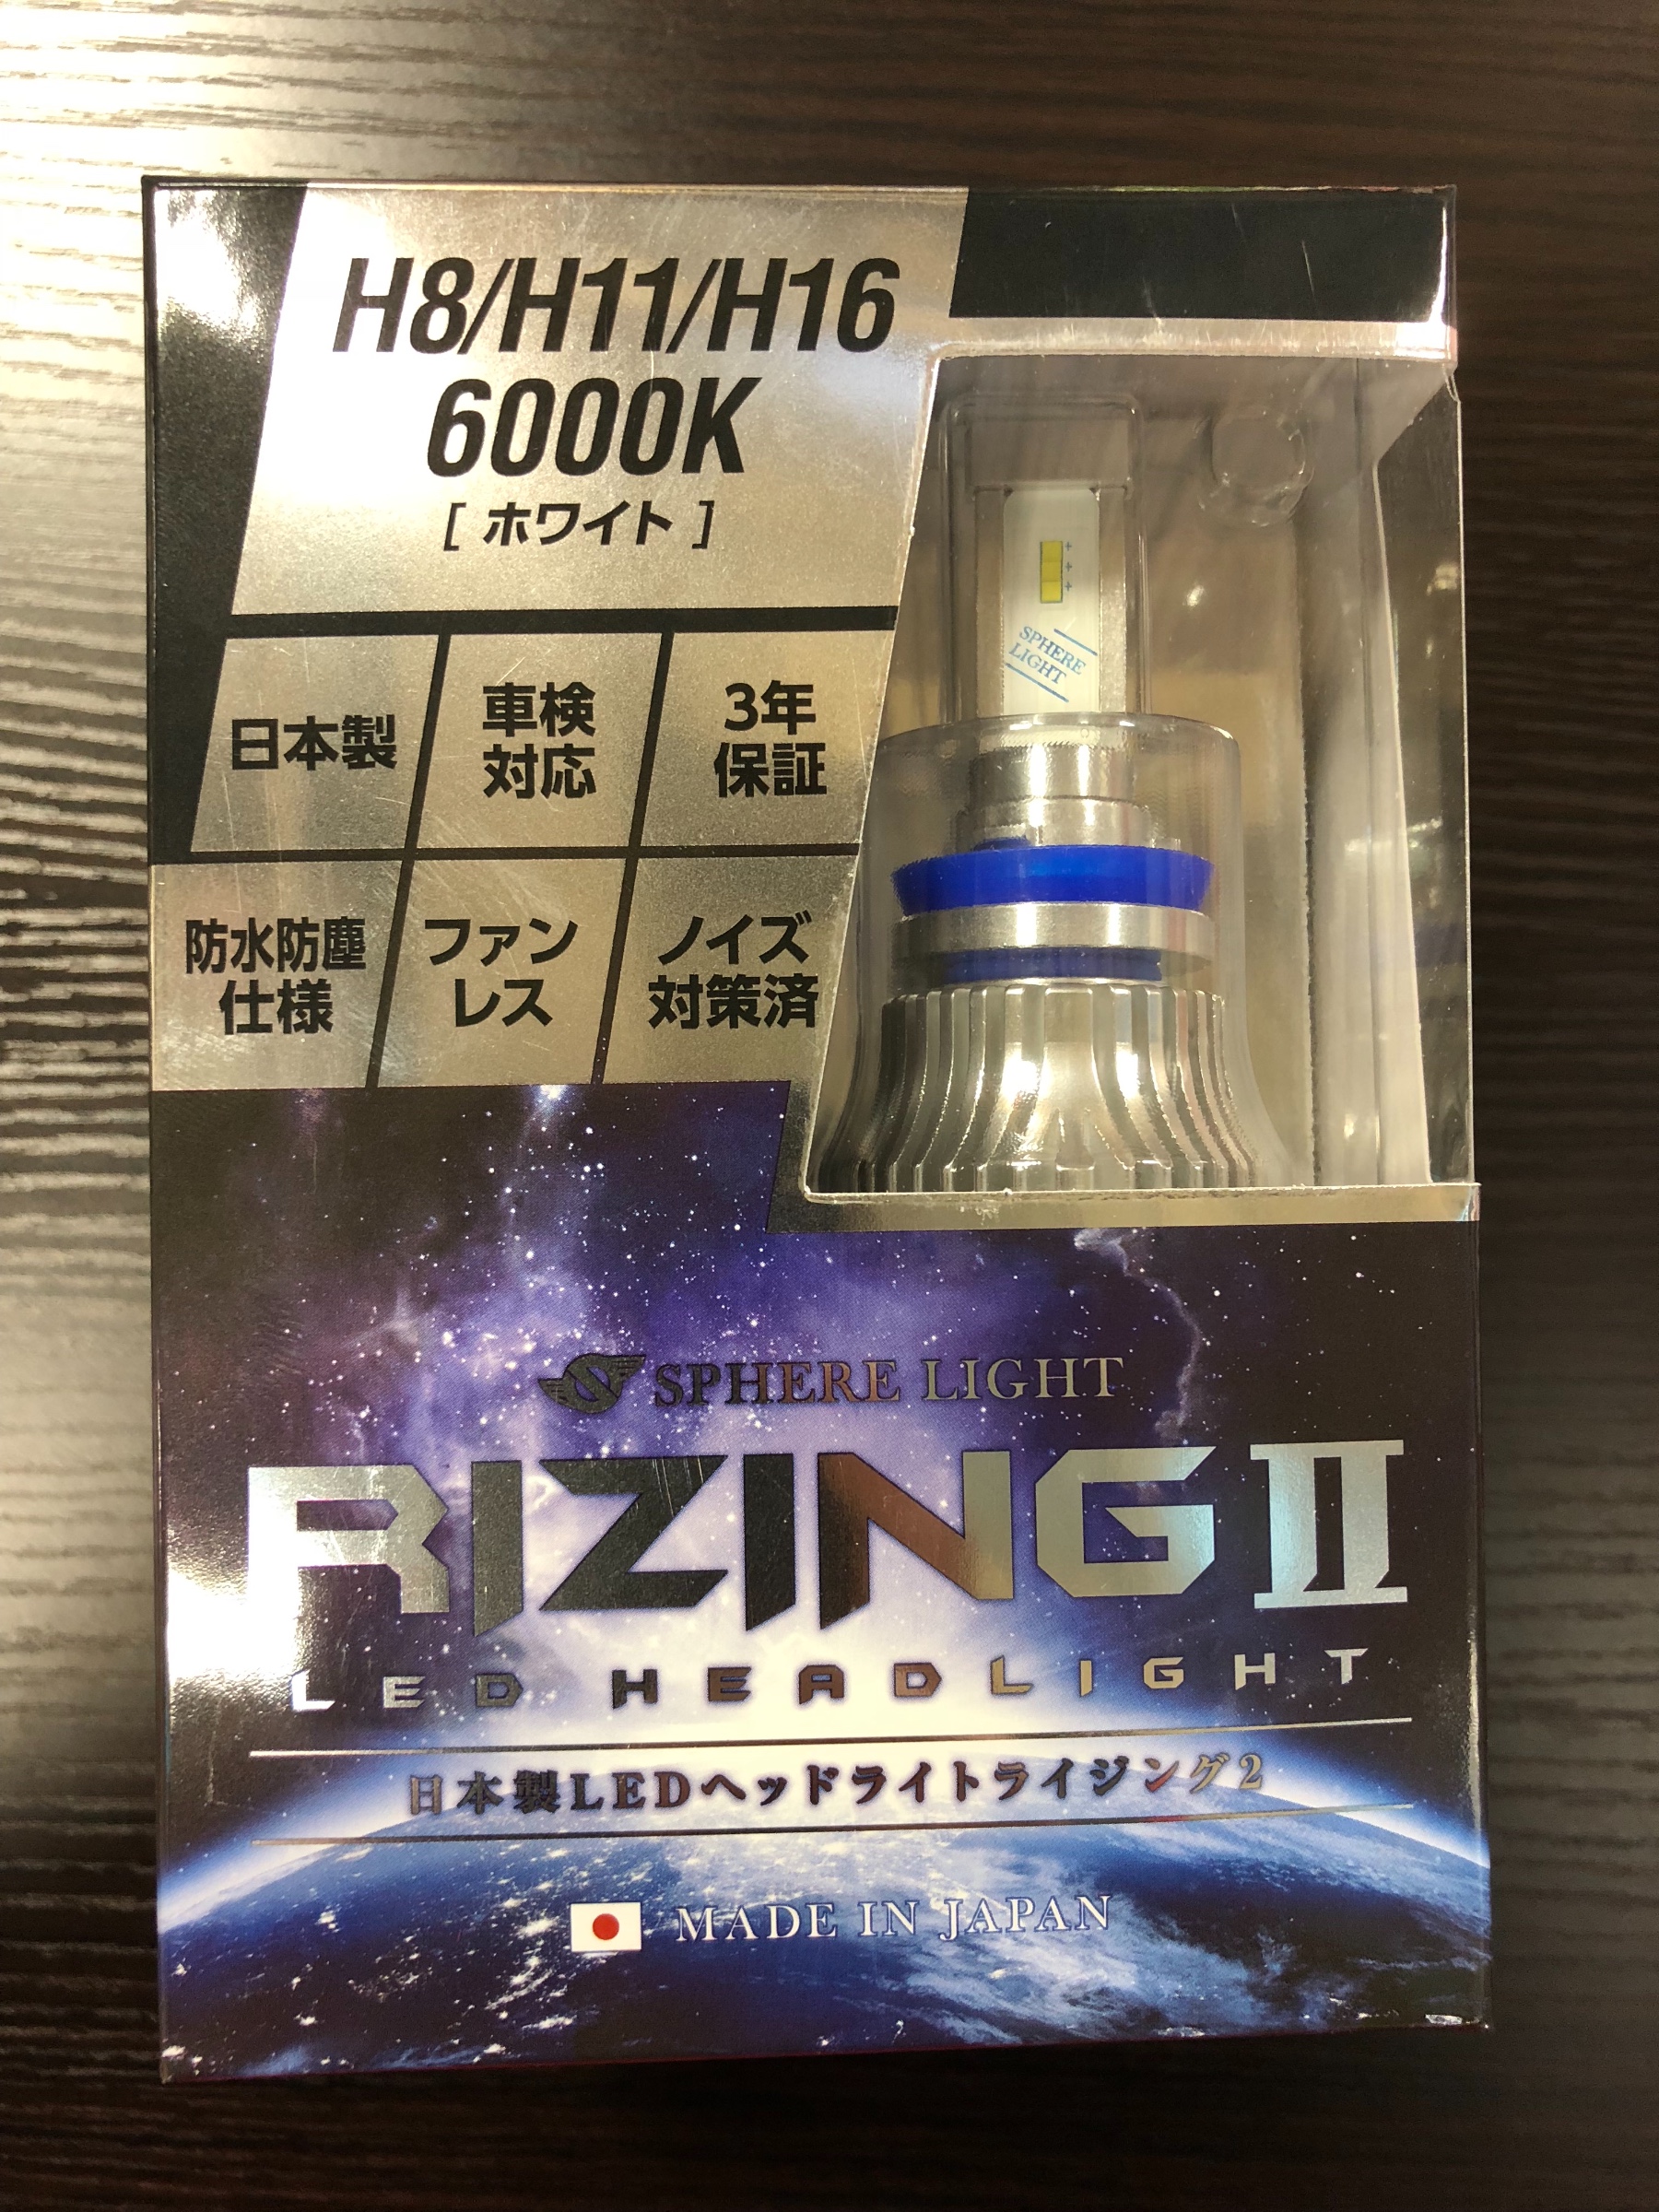 H8/H11/H16
6000K
[ ホワイト ]
日本製
車検
対応
3年
保証
防水防塵
仕様
ファン
レス
ノイズ
対策済
SPHERE
LIGHT
SPHERE LIGHT
RIZING II
LED HEADLIGHT
日本製LEDヘッドライトライジング2
MADE IN JAPAN